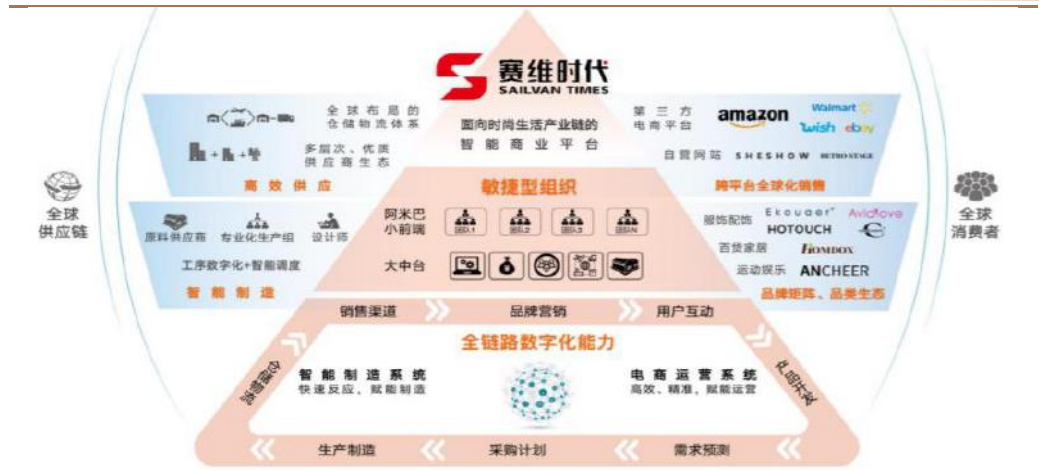 赛维时代
SAILVAN TIMES
面向时尚生活产业链的
智能商业平台
全球布局的
仓储物流体系
多层次、优质
供应商生态
高效供应
第三方
电商平台
amazon
Walmart
wish ebay
自营网站 SHESHOW RETRO STAGE
跨平台全球化销售
敏捷型组织
阿米巴
小前端
团队1 团队2 团队3 团队N
大中台
全球
供应链
原料供应商 专业化生产组 设计师
工序数字化+智能调度
智能制造
服饰配饰 Ekouaer Avidlove
HOTOUCH
百货家居 HOMDOX
运动娱乐 ANCHEER
品牌矩阵、品类生态
全球
消费者
销售渠道 品牌营销 用户互动
全链路数字化能力
智能制造系统
快速反应，赋能制造
电商运营系统
高效、精准，赋能运营
仓储物流
产品开发
生产制造 采购计划 需求预测